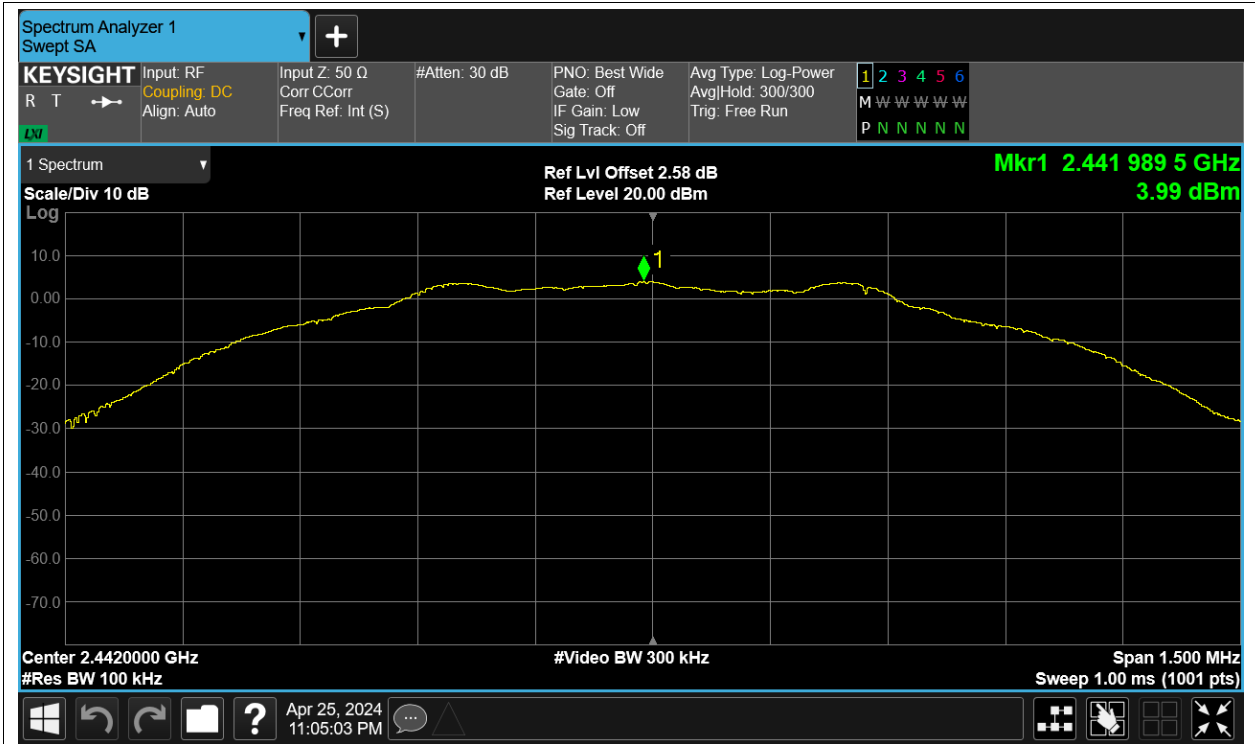 Spectrum Analyzer 1
Swept SA
KEYSIGHT
R T
LXI
Input: RF
Coupling: DC
Align: Auto
Input Z: 50 Ω
Corr CCorr
Freq Ref: Int (S)
#Atten: 30 dB
PNO: Best Wide
Gate: Off
IF Gain: Low
Sig Track: Off
Avg Type: Log-Power
Avg|Hold: 300/300
Trig: Free Run
1 2 3 4 5 6
M W W W W W
P N N N N N
1 Spectrum
Scale/Div 10 dB
Log
Ref Lvl Offset 2.58 dB
Ref Level 20.00 dBm
Mkr1 2.441 989 5 GHz
3.99 dBm
1
10.0
0.00
-10.0
-20.0
-30.0
-40.0
-50.0
-60.0
-70.0
Center 2.4420000 GHz
#Res BW 100 kHz
#Video BW 300 kHz
Span 1.500 MHz
Sweep 1.00 ms (1001 pts)
?
Apr 25, 2024
11:05:03 PM